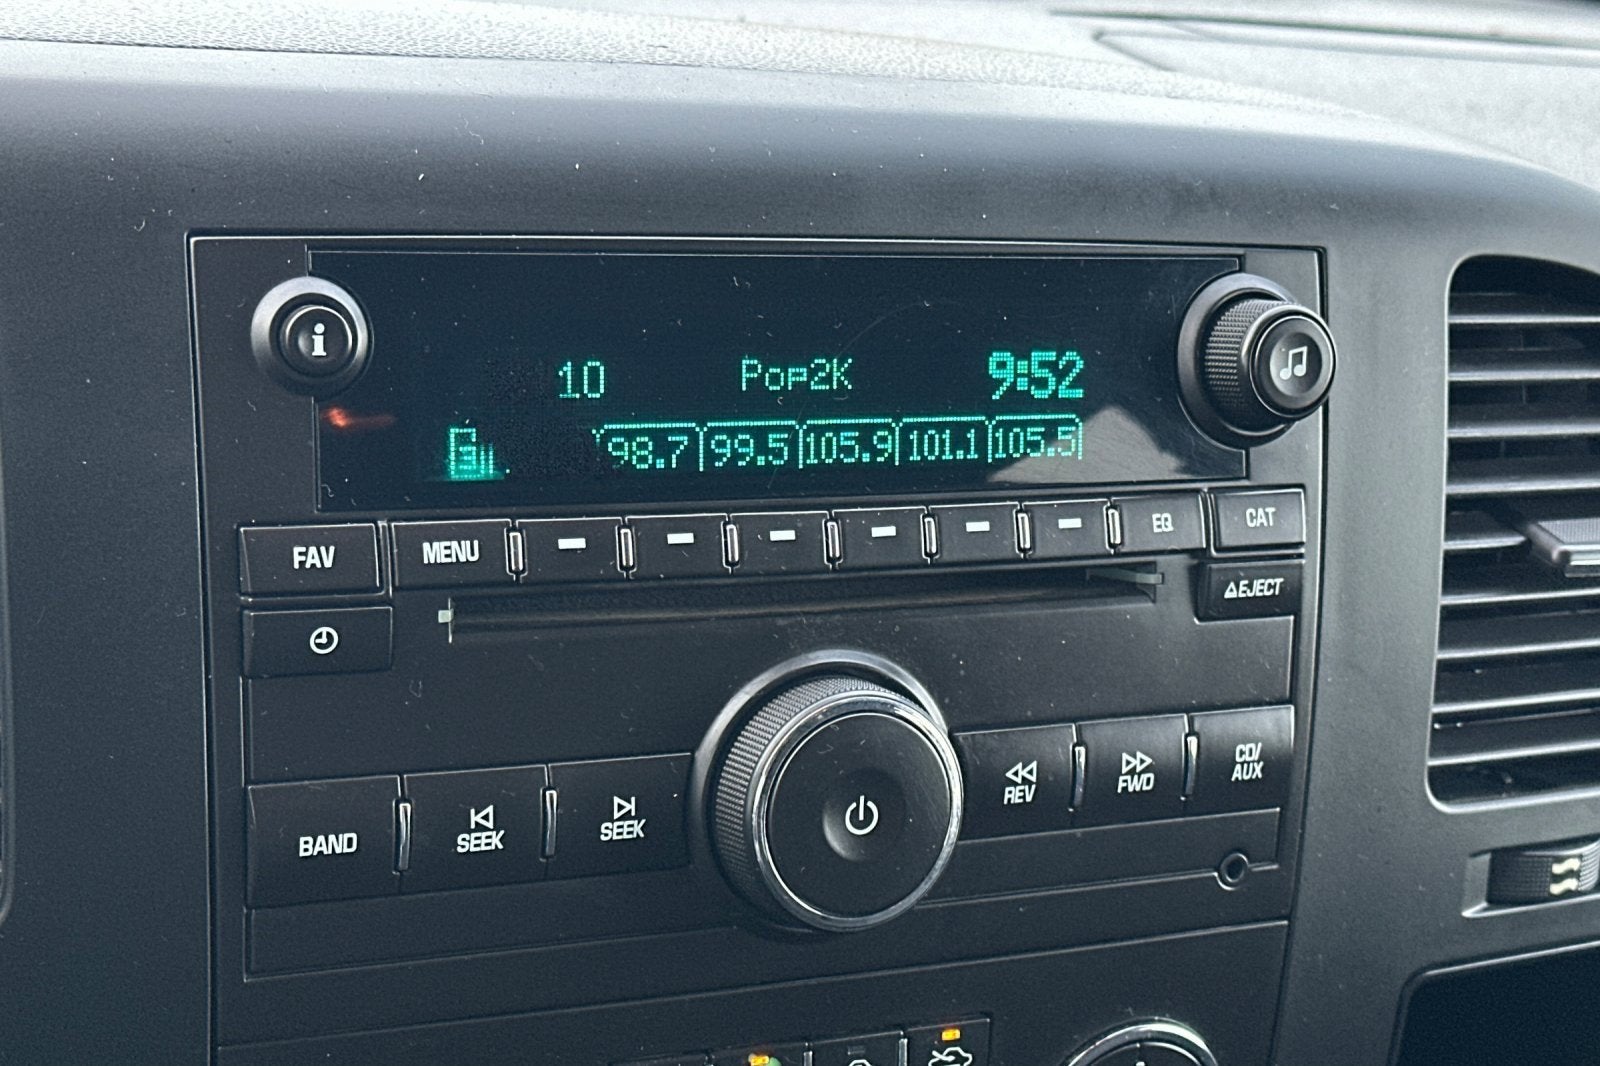 i
10 Pop2K 9:52
98.7 99.5 105.9 101.1 105.5
FAV MENU EQ CAT
EJECT
BAND SEEK SEEK REV FWD CD/
AUX